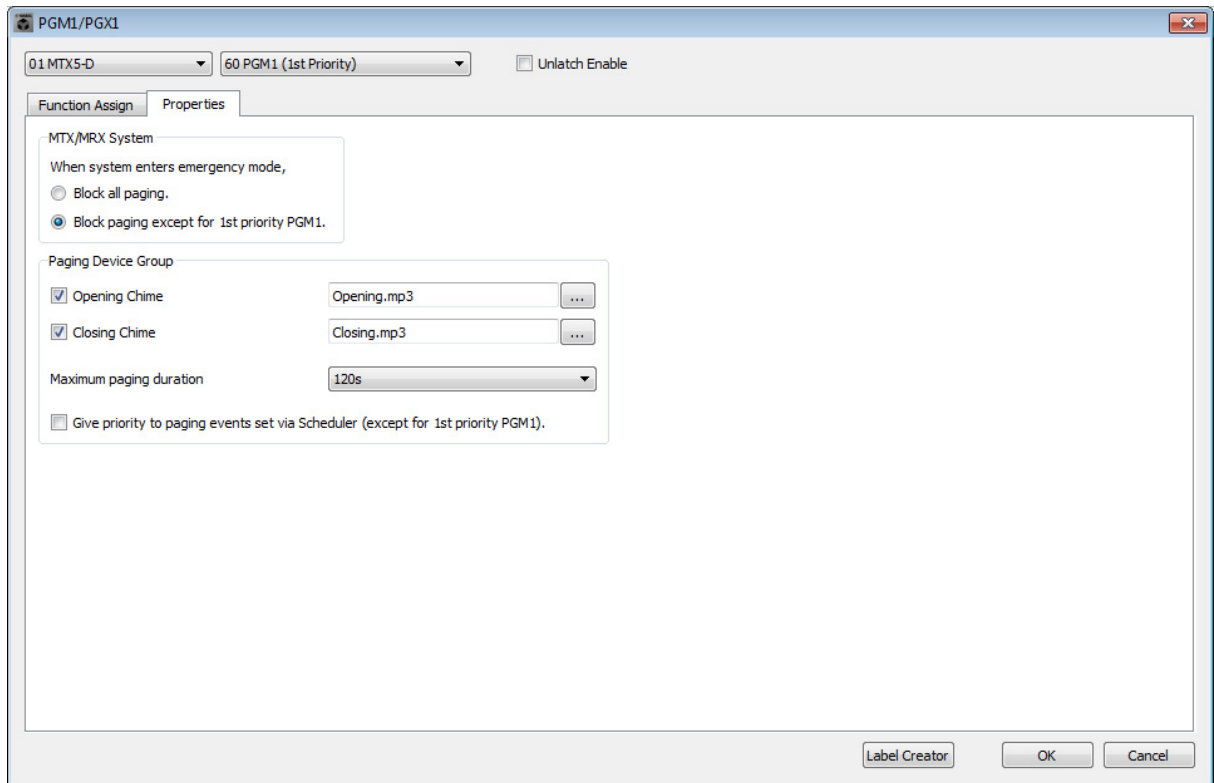 PGM1/PGX1
01 MTX5-D 60 PGM1 (1st Priority) Unlatch Enable
Function Assign Properties
MTX/MRX System
When system enters emergency mode,
Block all paging.
Block paging except for 1st priority PGM1.
Paging Device Group
Opening Chime Opening.mp3 ...
Closing Chime Closing.mp3 ...
Maximum paging duration 120s
Give priority to paging events set via Scheduler (except for 1st priority PGM1).
Label Creator OK Cancel